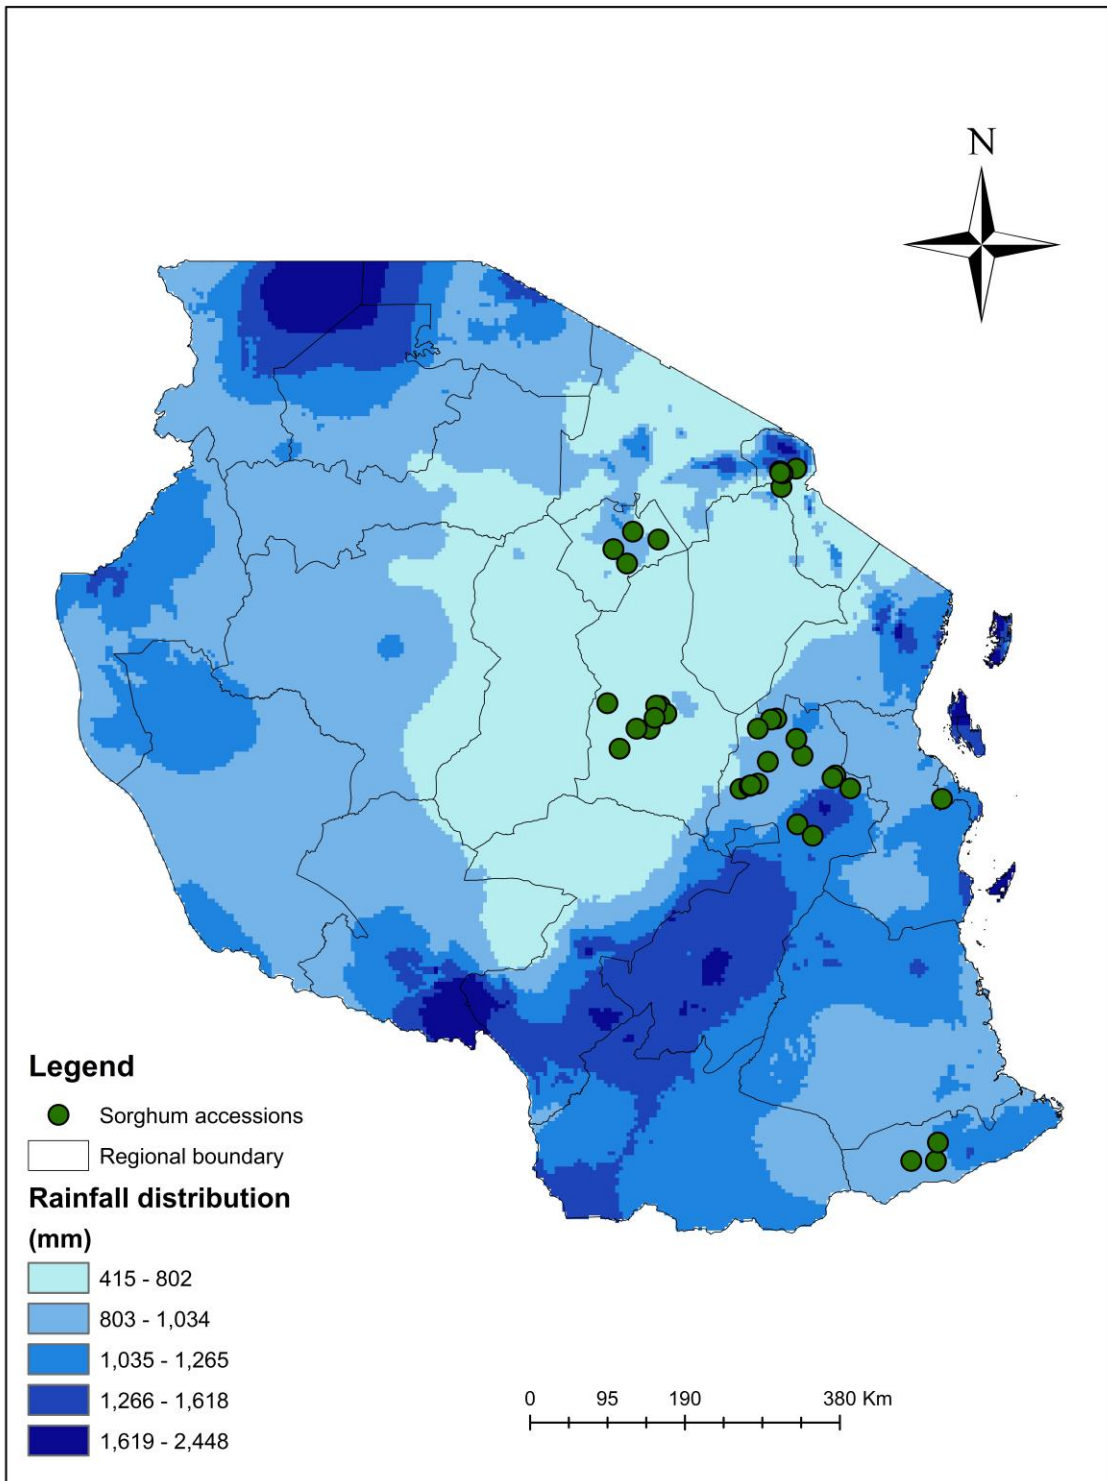 N
Legend
Sorghum accessions
Regional boundary
Rainfall distribution
(mm)
415 - 802
803 - 1,034
1,035 - 1,265
1,266 - 1,618
1,619 - 2,448
0 95 190 380 Km